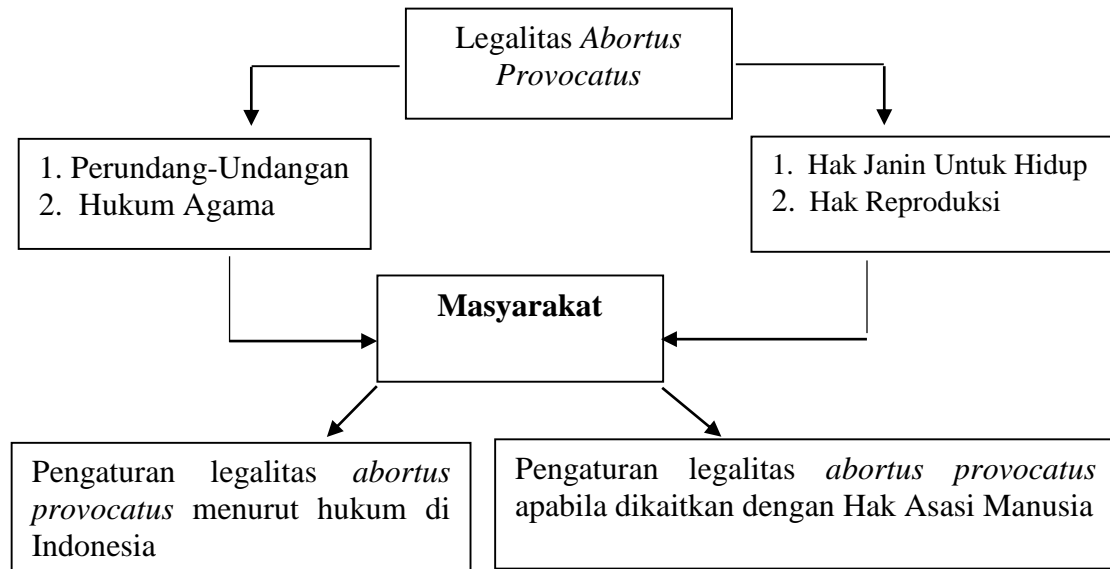 Legalitas Abortus
Provocatus
1. Perundang-Undangan
2. Hukum Agama
1. Hak Janin Untuk Hidup
2. Hak Reproduksi
Masyarakat
Pengaturan legalitas abortus
provocatus menurut hukum di
Indonesia
Pengaturan legalitas abortus provocatus
apabila dikaitkan dengan Hak Asasi Manusia